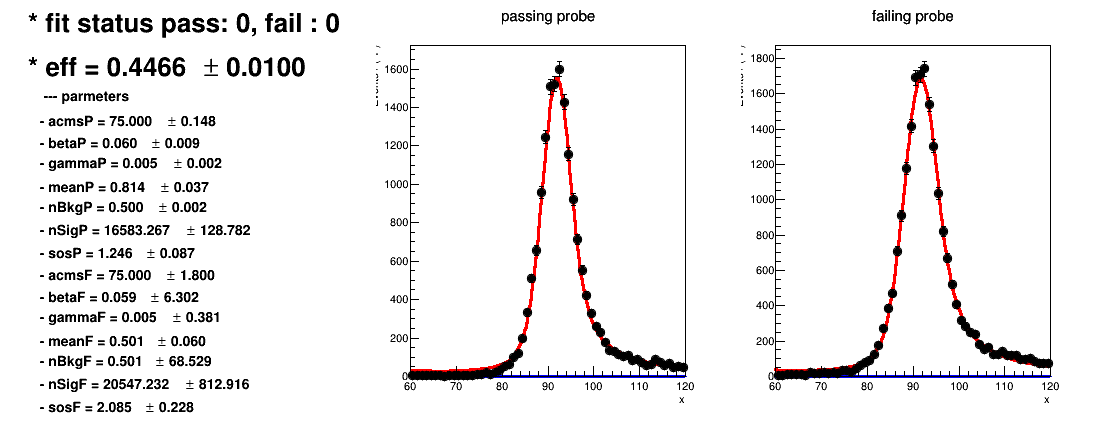 * fit status pass: 0, fail : 0
* eff = 0.4466 ± 0.0100
--- parmeters
- acmsP = 75.000 ± 0.148
- betaP = 0.060 ± 0.009
- gammaP = 0.005 ± 0.002
- meanP = 0.814 ± 0.037
- nBkgP = 0.500 ± 0.002
- nSigP = 16583.267 ± 128.782
- sosP = 1.246 ± 0.087
- acmsF = 75.000 ± 1.800
- betaF = 0.059 ± 6.302
- gammaF = 0.005 ± 0.381
- meanF = 0.501 ± 0.060
- nBkgF = 0.501 ± 68.529
- nSigF = 20547.232 ± 812.916
- sosF = 2.085 ± 0.228
passing probe
1600
1400
1200
1000
800
600
400
200
0
60 70 80 90 100 110 120
x
failing probe
1800
1600
1400
1200
1000
800
600
400
200
0
60 70 80 90 100 110 120
x